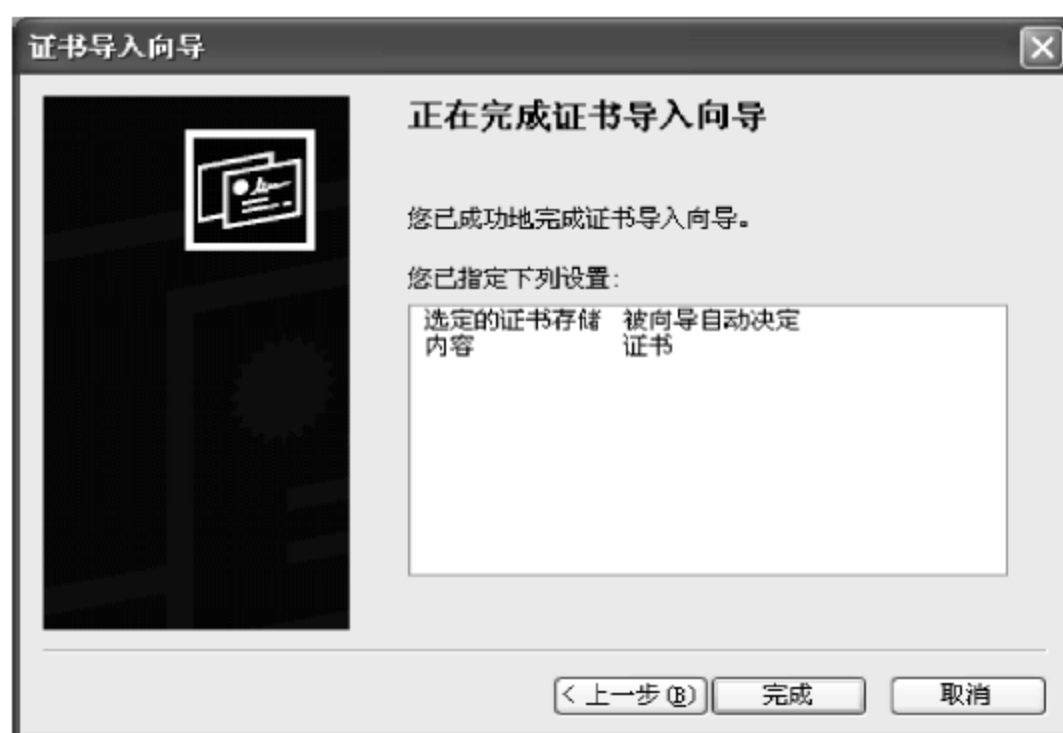 证书导入向导
正在完成证书导入向导
您已成功地完成证书导入向导。
您已指定下列设置:
选定的证书存储 被向导自动决定
内容 证书
< 上一步(B) 完成 取消